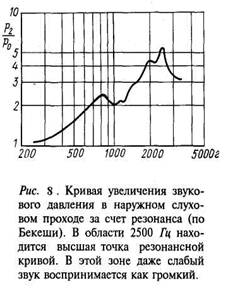 10
P₂
P₀
5
4
3
2
1
200
500
1000
2000
5000г
Рис. 8. Кривая увеличения звуко-
вого давления в наружном слухо-
вом проходе за счет резонанса (по
Бекеши). В области 2500 Гц нахо-
дится высшая точка резонансной
кривой. В этой зоне даже слабый
звук воспринимается как громкий.